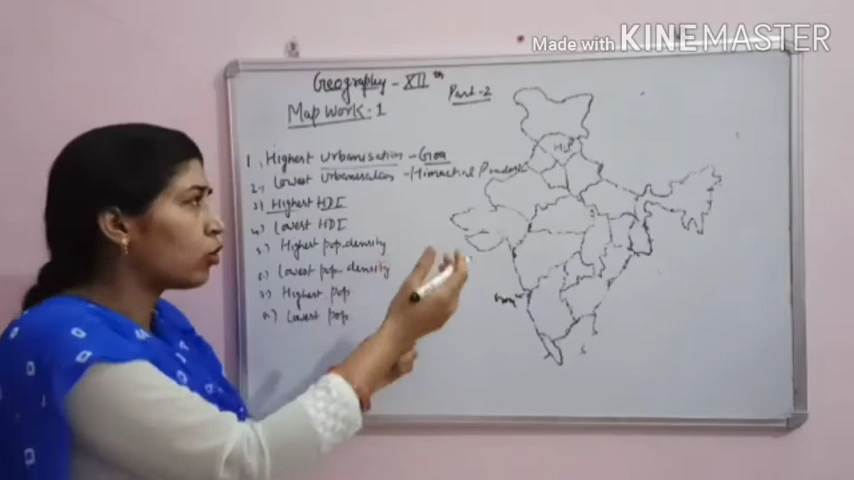 Made with KINEMASTER
Geography - XIIth
Part-2
Map work - 1
1, Highest Urbanisation - Goa
2, Lowest Urbanisation - Himachal Pradesh
3) Highest HDI
4) Lowest HDI
5) Highest pop. density
6) Lowest pop. density
7) Highest pop
8) Lowest pop
H.P
Goa